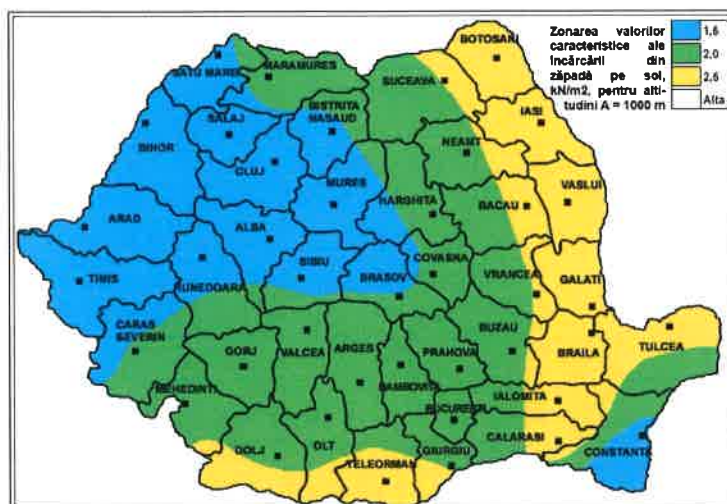 Zonarea valorilor
caracteristice ale
încărcării din
zăpadă pe sol,
kN/m2, pentru alti-
tudini A = 1000 m
1,5
2,0
2,5
Alta
BOTOSANI
SATU MARE
MARAMURES
SUCEAVA
BISTRITA
NASAUD
SALAJ
IASI
BIHOR
CLUJ
NEAMT
MURES
HARGHITA
BACAU
VASLUI
ARAD
ALBA
TIMIS
HUNEDOARA
SIBIU
BRASOV
COVASNA
VRANCEA
GALATI
CARAS
SEVERIN
GORJ
VALCEA
ARGES
PRAHOVA
BUZAU
BRAILA
TULCEA
MEHEDINTI
DAMBOVITA
IALOMITA
BUCURESTI
DOLJ
OLT
GIURGIU
CALARASI
CONSTANTA
TELEORMAN